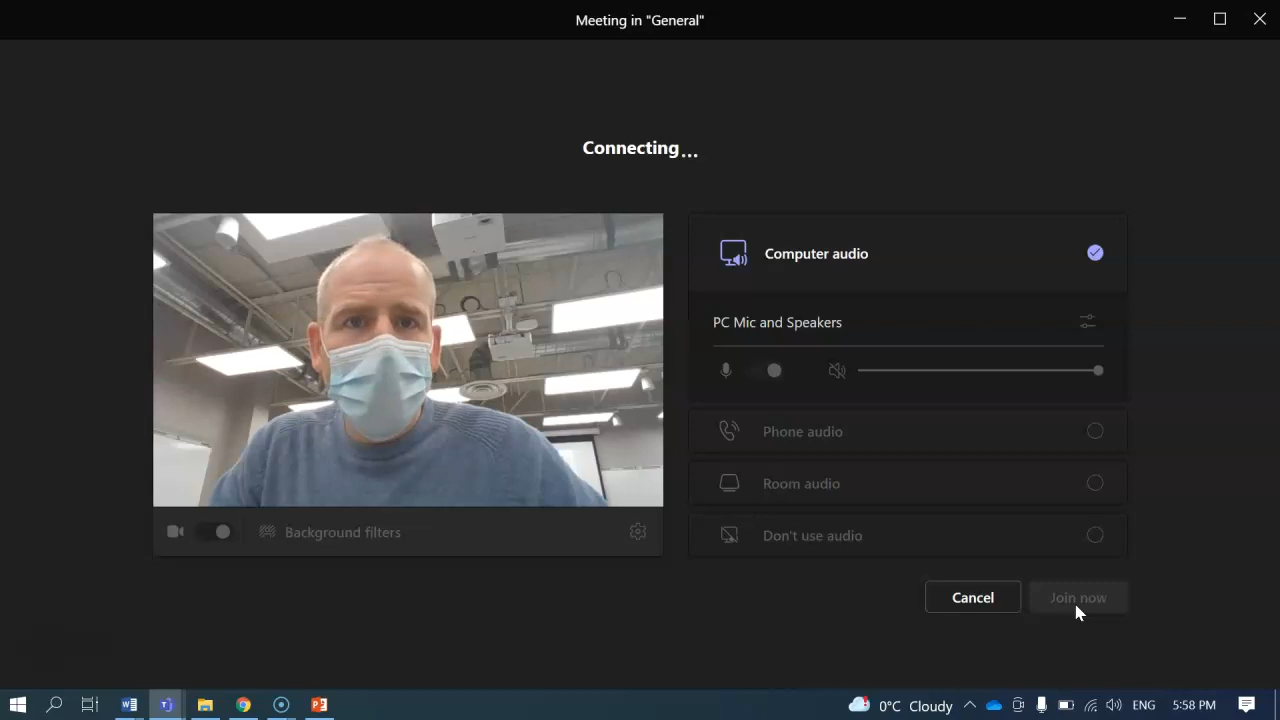 Meeting in "General"
Connecting...
Computer audio
PC Mic and Speakers
Phone audio
Room audio
Don't use audio
Background filters
Cancel
Join now
0°C Cloudy
ENG
5:58 PM